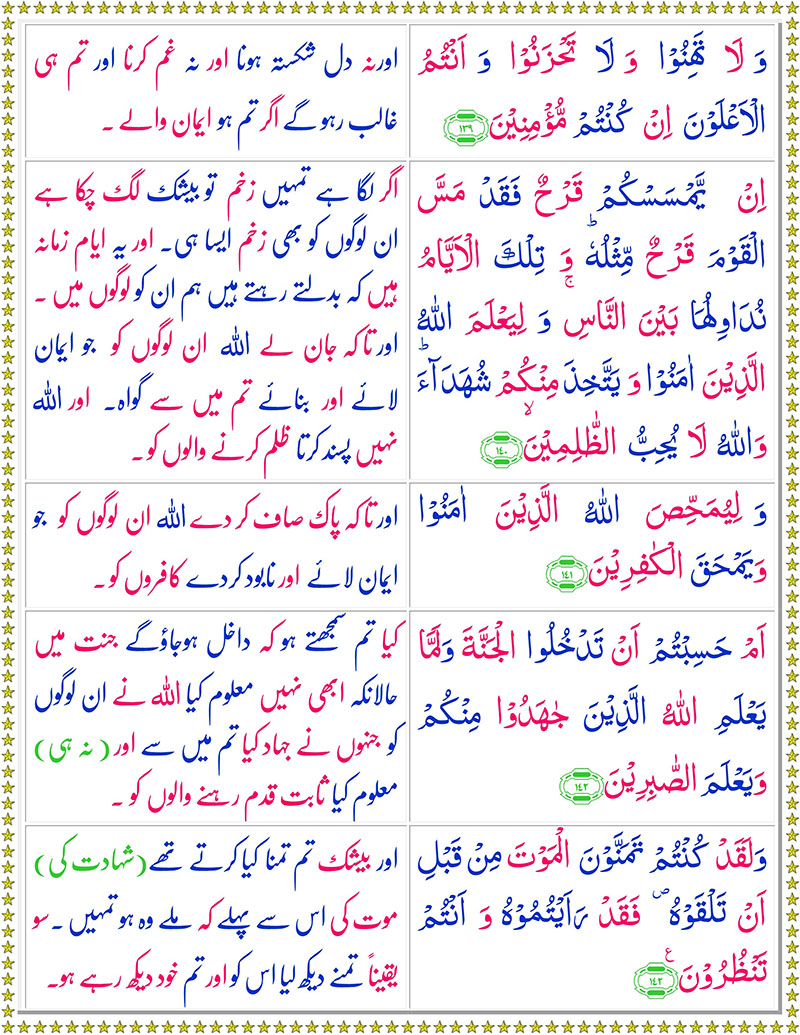 وَ لَا تَهِنُوْا وَ لَا تَحْزَنُوْا وَ اَنْتُمُ
الْاَعْلَوْنَ اِنْ كُنْتُمْ مُّؤْمِنِيْنَ ﴿۱۳۹﴾
اورنہ دل شکستہ ہونا اور نہ غم کرنا اور تم ہی
غالب رہو گے اگر تم ہو ایمان والے ۔
اِنْ يَّمْسَسْكُمْ قَرْحٌ فَقَدْ مَسَّ
الْقَوْمَ قَرْحٌ مِّثْلُهٗ ؕ وَ تِلْكَ الْاَيَّامُ
نُدَاوِلُهَا بَيْنَ النَّاسِ ۚ وَ لِيَعْلَمَ اللّٰهُ
الَّذِيْنَ اٰمَنُوْا وَ يَتَّخِذَ مِنْكُمْ شُهَدَآءَ ؕ
وَاللّٰهُ لَا يُحِبُّ الظّٰلِمِيْنَ ۙ ﴿۱۴۰﴾
اگر لگا ہے تمہیں زخم تو بیشک لگ چکا ہے
ان لوگوں کو بھی زخم ایسا ہی۔ اور یہ ایام زمانہ
ہیں کہ بدلتے رہتے ہیں ہم ان کو لوگوں میں ۔
اور تاکہ جان لے اللہ ان لوگوں کو جو ایمان
لائے اور بنائے تم میں سے گواہ۔ اور اللہ
نہیں پسند کرتا ظلم کرنے والوں کو ۔
وَ لِيُمَحِّصَ اللّٰهُ الَّذِيْنَ اٰمَنُوْا
وَيَمْحَقَ الْكٰفِرِيْنَ ﴿۱۴۱﴾
اور تاکہ پاک صاف کر دے اللہ ان لوگوں کو جو
ایمان لائے اور نابود کر دے کافروں کو ۔
اَمْ حَسِبْتُمْ اَنْ تَدْخُلُوا الْجَنَّةَ وَلَمَّا
يَعْلَمِ اللّٰهُ الَّذِيْنَ جٰهَدُوْا مِنْكُمْ
وَيَعْلَمَ الصّٰبِرِيْنَ ﴿۱۴۲﴾
کیا تم سمجھتے ہو کہ داخل ہوجاؤ گے جنت میں
حالانکہ ابھی نہیں معلوم کیا اللہ نے ان لوگوں
کو جنہوں نے جہاد کیا تم میں سے اور (نہ ہی)
معلوم کیا ثابت قدم رہنے والوں کو ۔
وَلَقَدْ كُنْتُمْ تَمَنَّوْنَ الْمَوْتَ مِنْ قَبْلِ
اَنْ تَلْقَوْهُ ۪ فَقَدْ رَاَيْتُمُوْهُ وَ اَنْتُمْ
تَنْظُرُوْنَ ؑ ﴿۱۴۳﴾
اور بیشک تم تمنا کیا کرتے تھے (شہادت کی)
موت کی اس سے پہلے کہ ملے وہ ہو تمہیں ۔ سو
یقیناً تمنے دیکھ لیا اس کو اور تم خود دیکھ رہے ہو۔